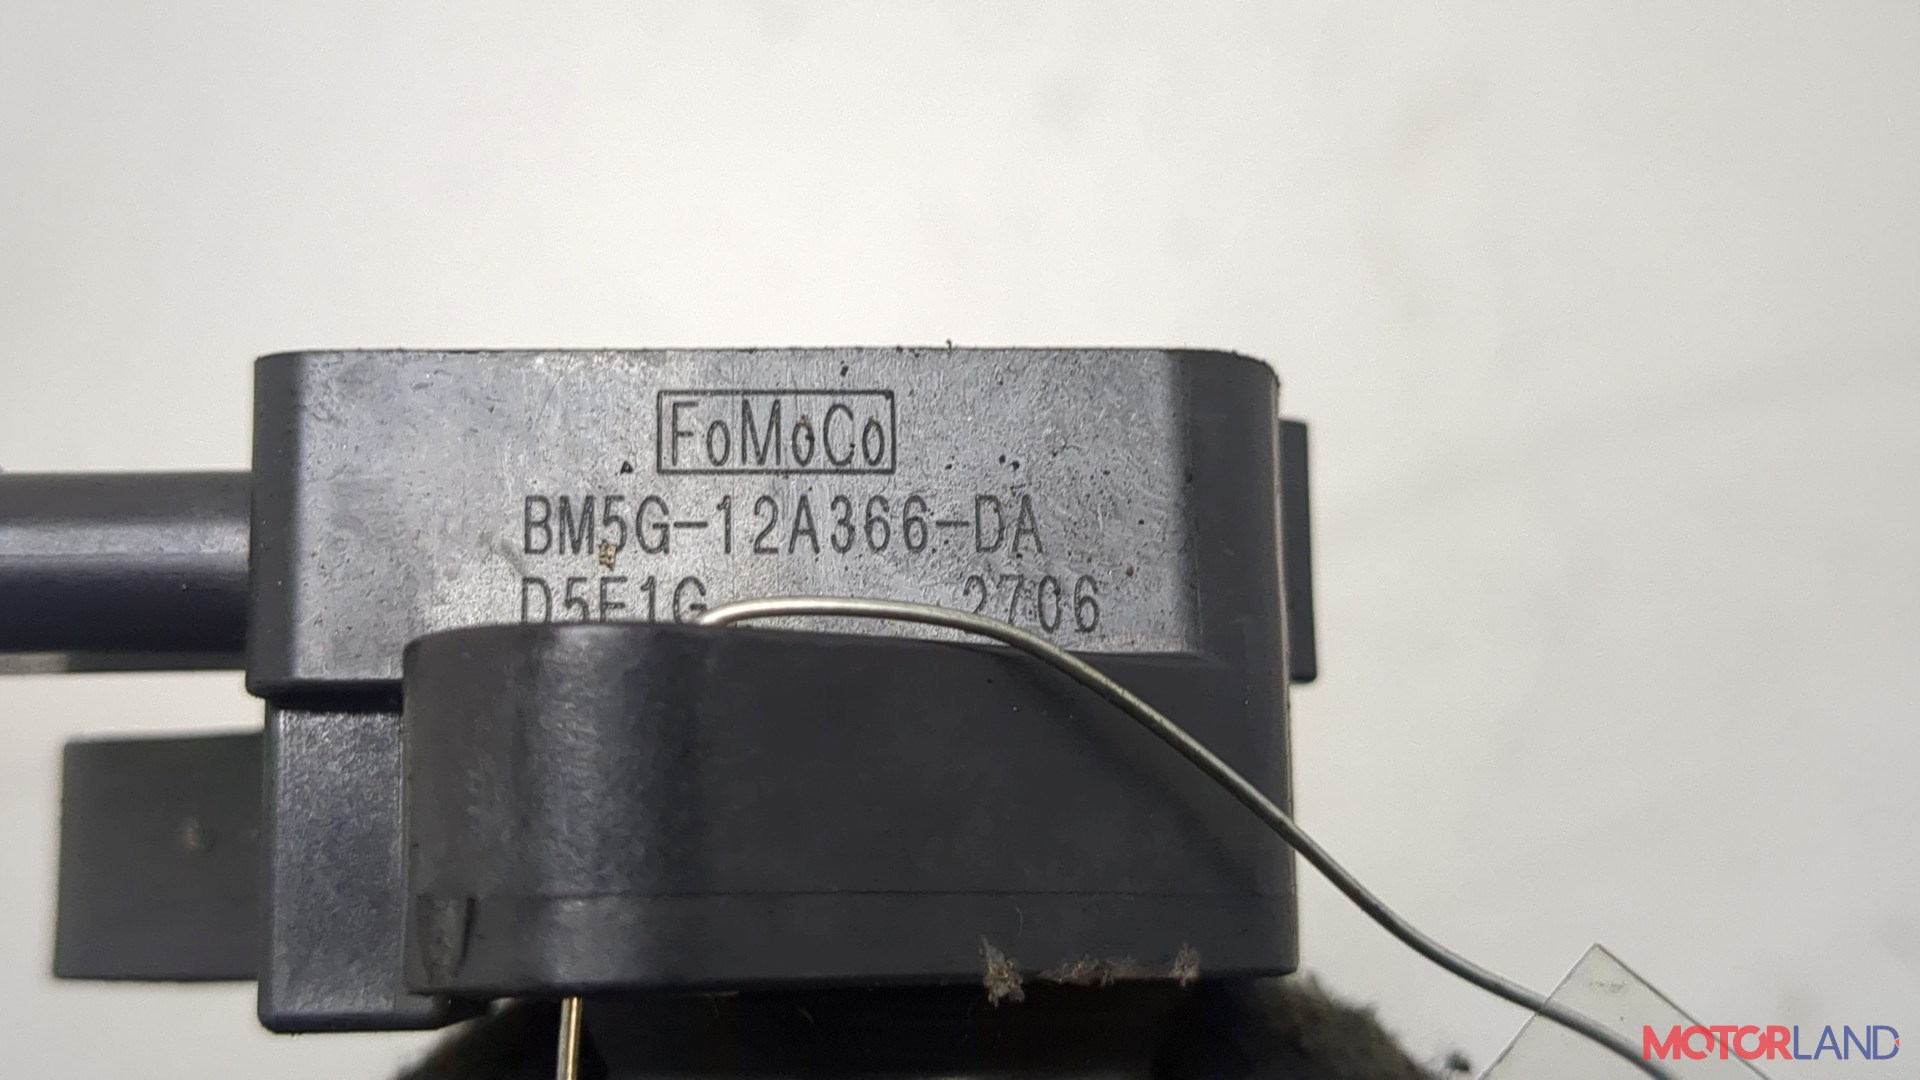 FoMoCo
BM5G-12A366-DA
D5E1G 2706
MOTORLAND